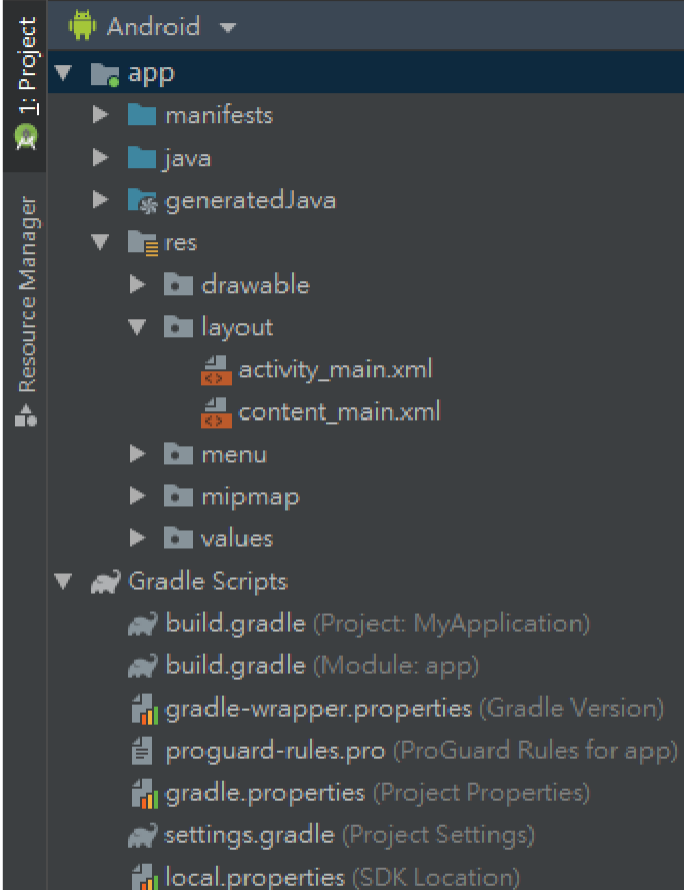 1: Project
Resource Manager
Android
app
manifests
java
generatedJava
res
drawable
layout
activity_main.xml
content_main.xml
menu
mipmap
values
Gradle Scripts
build.gradle (Project: MyApplication)
build.gradle (Module: app)
gradle-wrapper.properties (Gradle Version)
proguard-rules.pro (ProGuard Rules for app)
gradle.properties (Project Properties)
settings.gradle (Project Settings)
local.properties (SDK Location)